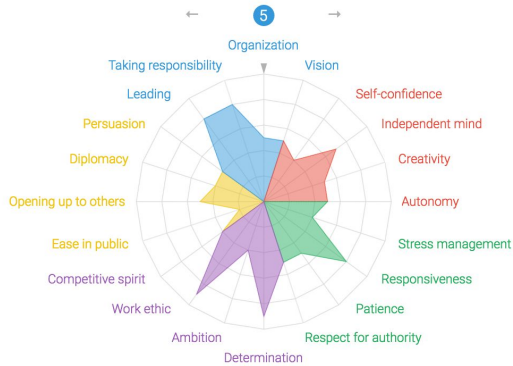 ← 5 →
Organization
Taking responsibility
Vision
Leading
Self-confidence
Persuasion
Independent mind
Diplomacy
Creativity
Opening up to others
Autonomy
Ease in public
Stress management
Competitive spirit
Responsiveness
Work ethic
Patience
Ambition
Respect for authority
Determination